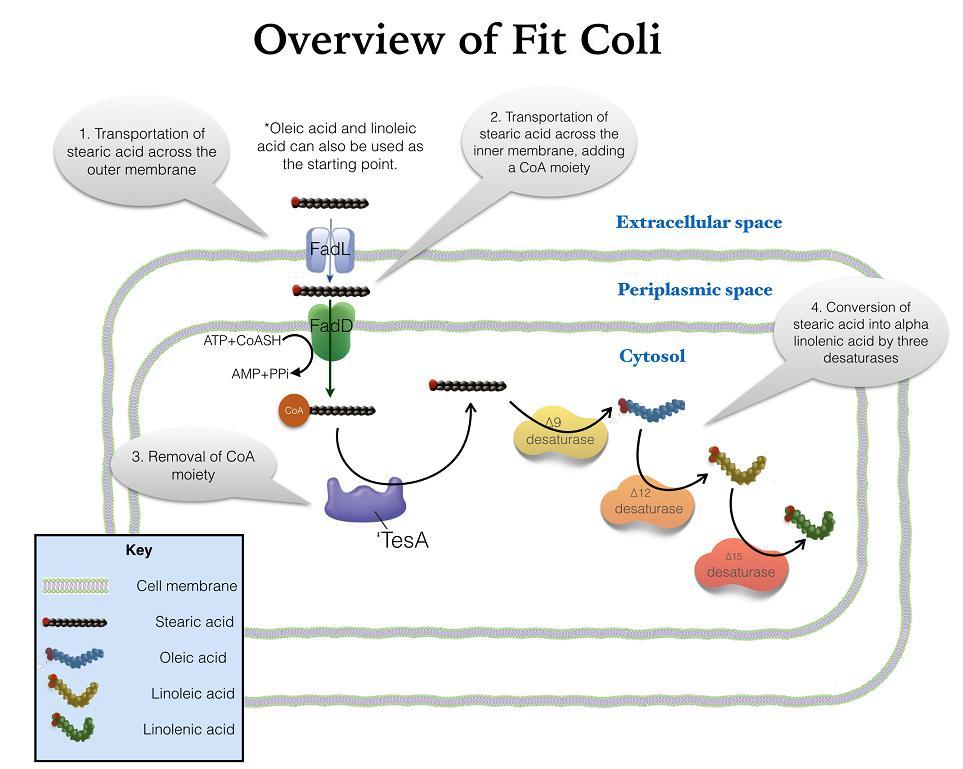 Overview of Fit Coli
1. Transportation of
stearic acid across the
outer membrane
*Oleic acid and linoleic
acid can also be used as
the starting point.
2. Transportation of
stearic acid across the
inner membrane, adding
a CoA moiety
Extracellular space
FadL
Periplasmic space
FadD
ATP+CoASH
AMP+PPi
Cytosol
4. Conversion of
stearic acid into alpha
linolenic acid by three
desaturases
CoA
Δ9
desaturase
3. Removal of CoA
moiety
Δ12
desaturase
'TesA
Δ15
desaturase
Key
Cell membrane
Stearic acid
Oleic acid
Linoleic acid
Linolenic acid